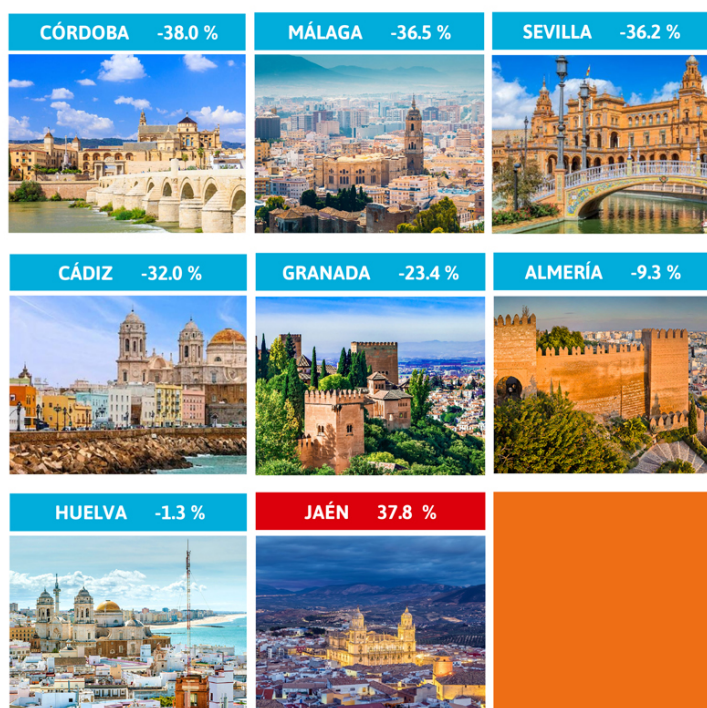 CÓRDOBA -38.0 %
MÁLAGA -36.5 %
SEVILLA -36.2 %
CÁDIZ -32.0 %
GRANADA -23.4 %
ALMERÍA -9.3 %
HUELVA -1.3 %
JAÉN 37.8 %